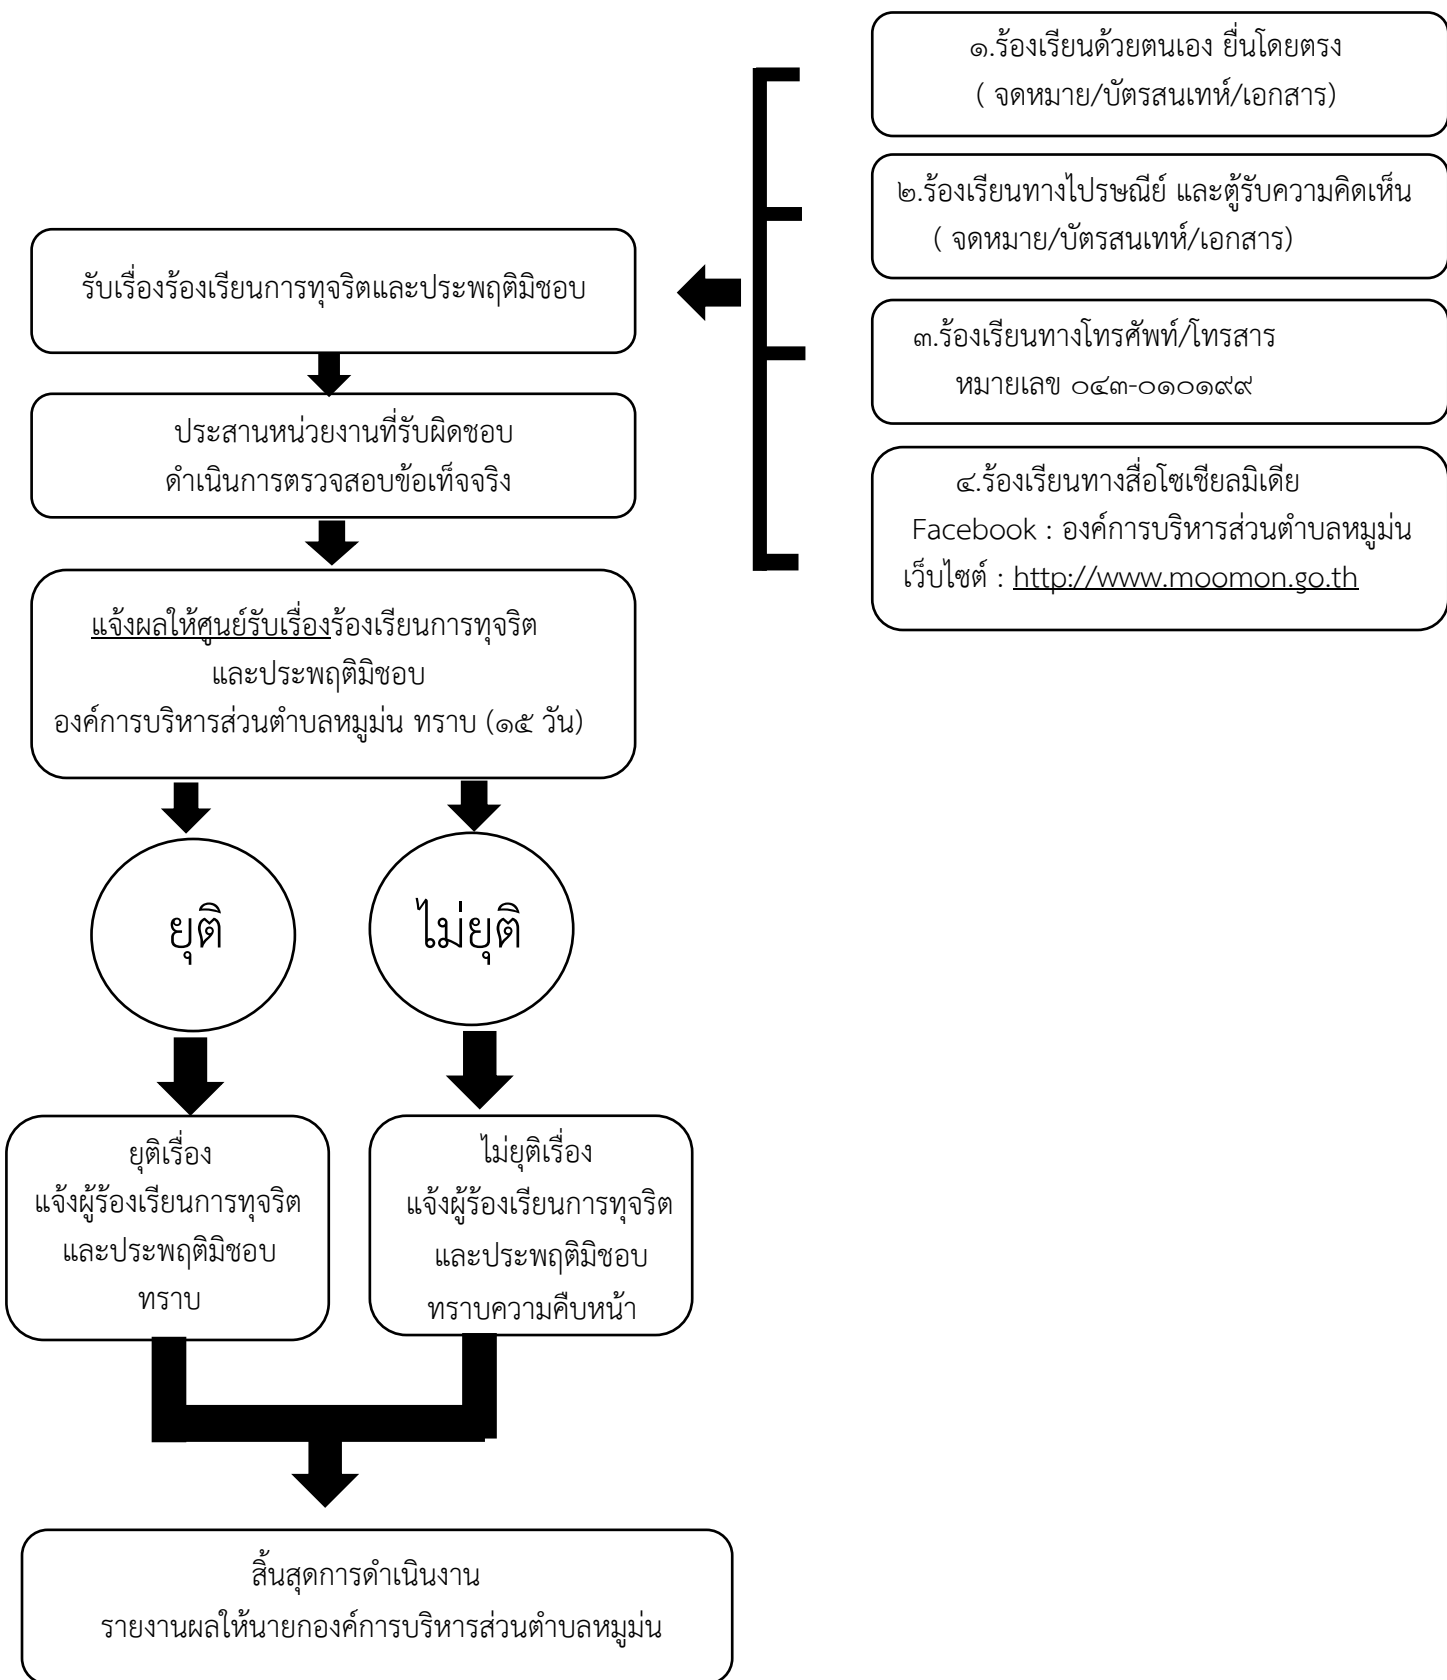 ๑.ร้องเรียนด้วยตนเอง ยื่นโดยตรง
( จดหมาย/บัตรสนเทห์/เอกสาร)
๒.ร้องเรียนทางไปรษณีย์ และตู้รับความคิดเห็น
( จดหมาย/บัตรสนเทห์/เอกสาร)
๓.ร้องเรียนทางโทรศัพท์/โทรสาร
หมายเลข ๐๔๓-๐๑๐๑๙๙
๔.ร้องเรียนทางสื่อโซเชียลมิเดีย
Facebook : องค์การบริหารส่วนตำบลหมูม่น
เว็บไซต์ : http://www.moomon.go.th
รับเรื่องร้องเรียนการทุจริตและประพฤติมิชอบ
ประสานหน่วยงานที่รับผิดชอบ
ดำเนินการตรวจสอบข้อเท็จจริง
แจ้งผลให้ศูนย์รับเรื่องร้องเรียนการทุจริต
และประพฤติมิชอบ
องค์การบริหารส่วนตำบลหมูม่น ทราบ (๑๕ วัน)
ยุติ
ไม่ยุติ
ยุติเรื่อง
แจ้งผู้ร้องเรียนการทุจริต
และประพฤติมิชอบ
ทราบ
ไม่ยุติเรื่อง
แจ้งผู้ร้องเรียนการทุจริต
และประพฤติมิชอบ
ทราบความคืบหน้า
สิ้นสุดการดำเนินงาน
รายงานผลให้นายกองค์การบริหารส่วนตำบลหมูม่น